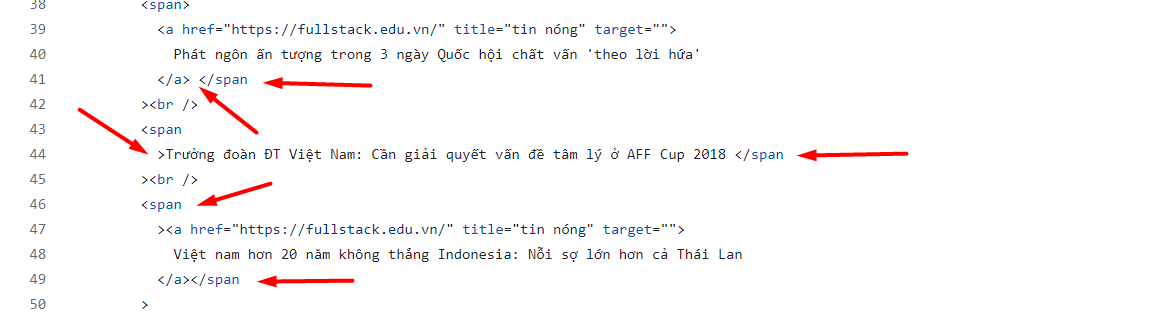 38 <span>
39 <a href="https://fullstack.edu.vn/" title="tin nóng" target="">
40 Phát ngôn ấn tượng trong 3 ngày Quốc hội chất vấn 'theo lời hứa'
41 </a> </span
42 ><br />
43 <span
44 >Trưởng đoàn ĐT Việt Nam: Cần giải quyết vấn đề tâm lý ở AFF Cup 2018 </span
45 ><br />
46 <span
47 ><a href="https://fullstack.edu.vn/" title="tin nóng" target="">
48 Việt nam hơn 20 năm không thắng Indonesia: Nỗi sợ lớn hơn cả Thái Lan
49 </a></span
50 >